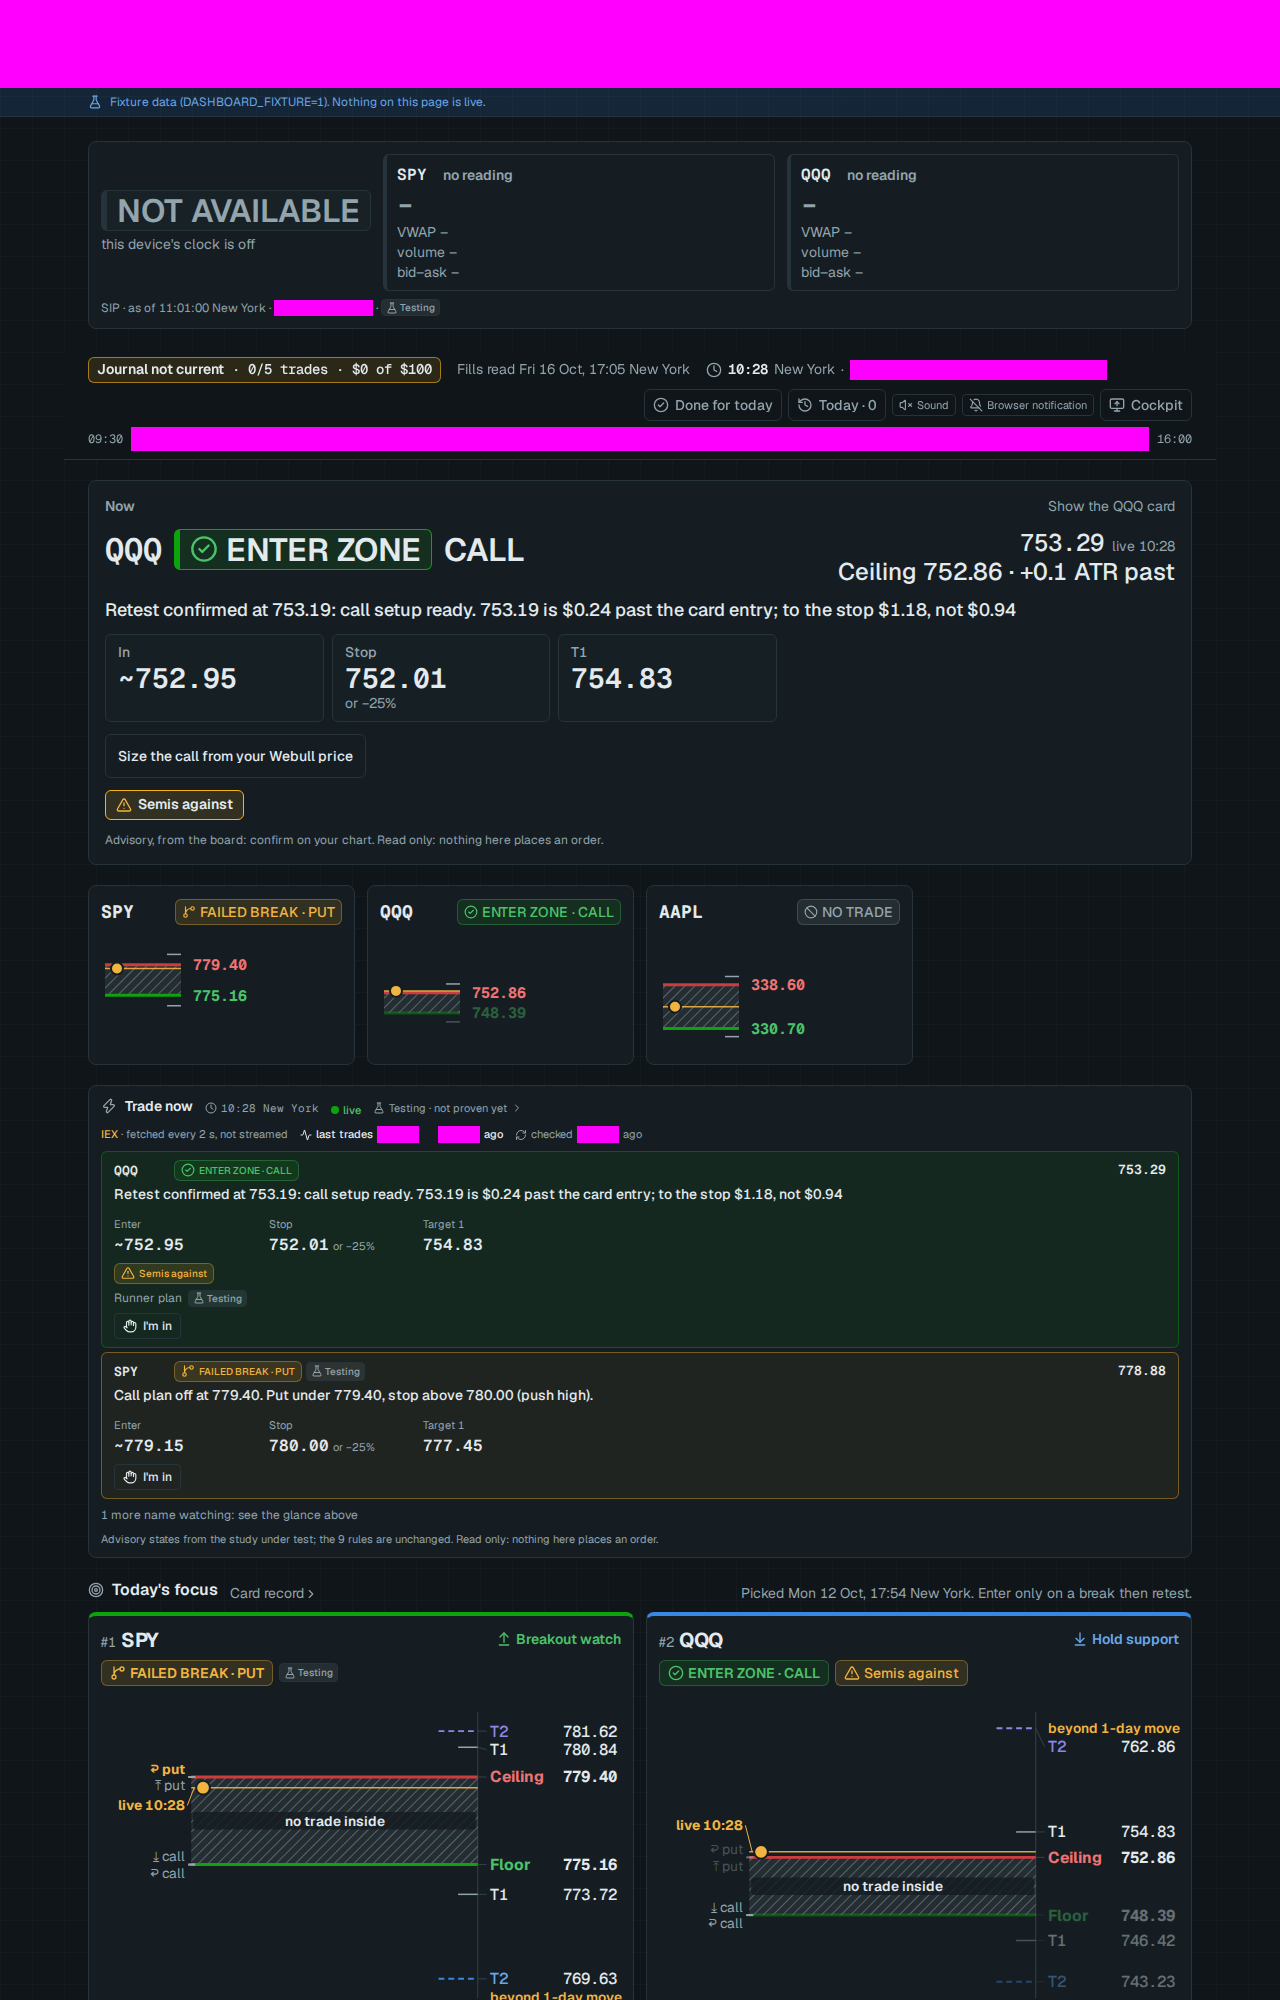 Fixture data (DASHBOARD_FIXTURE=1). Nothing on this page is live.
NOT AVAILABLE
this device's clock is off
SPY no reading
–
VWAP –
volume –
bid–ask –
QQQ no reading
–
VWAP –
volume –
bid–ask –
SIP · as of 11:01:00 New York · · Testing
Journal not current · 0/5 trades · $0 of $100
Fills read Fri 16 Oct, 17:05 New York
10:28 New York ·
Done for today
Today · 0
Sound
Browser notification
Cockpit
09:30
16:00
Now
Show the QQQ card
QQQ ENTER ZONE CALL
753.29 live 10:28
Ceiling 752.86 · +0.1 ATR past
Retest confirmed at 753.19: call setup ready. 753.19 is $0.24 past the card entry; to the stop $1.18, not $0.94
In
~752.95
Stop
752.01
or −25%
T1
754.83
Size the call from your Webull price
Semis against
Advisory, from the board: confirm on your chart. Read only: nothing here places an order.
SPY FAILED BREAK · PUT
779.40
775.16
QQQ ENTER ZONE · CALL
752.86
748.39
AAPL NO TRADE
338.60
330.70
Trade now 10:28 New York live Testing · not proven yet
IEX · fetched every 2 s, not streamed last trades ago checked ago
QQQ ENTER ZONE · CALL 753.29
Retest confirmed at 753.19: call setup ready. 753.19 is $0.24 past the card entry; to the stop $1.18, not $0.94
Enter Stop Target 1
~752.95 752.01 or −25% 754.83
Semis against
Runner plan Testing
I'm in
SPY FAILED BREAK · PUT Testing 778.88
Call plan off at 779.40. Put under 779.40, stop above 780.00 (push high).
Enter Stop Target 1
~779.15 780.00 or −25% 777.45
I'm in
1 more name watching: see the glance above
Advisory states from the study under test; the 9 rules are unchanged. Read only: nothing here places an order.
Today's focus Card record
Picked Mon 12 Oct, 17:54 New York. Enter only on a break then retest.
#1 SPY Breakout watch
FAILED BREAK · PUT Testing
T2 781.62
T1 780.84
put
Ceiling 779.40
put
live 10:28
no trade inside
call
Floor 775.16
call
T1 773.72
T2 769.63
beyond 1-day move
#2 QQQ Hold support
ENTER ZONE · CALL Semis against
beyond 1-day move
T2 762.86
live 10:28
T1 754.83
put
Ceiling 752.86
put
no trade inside
call
Floor 748.39
call
T1 746.42
T2 743.23